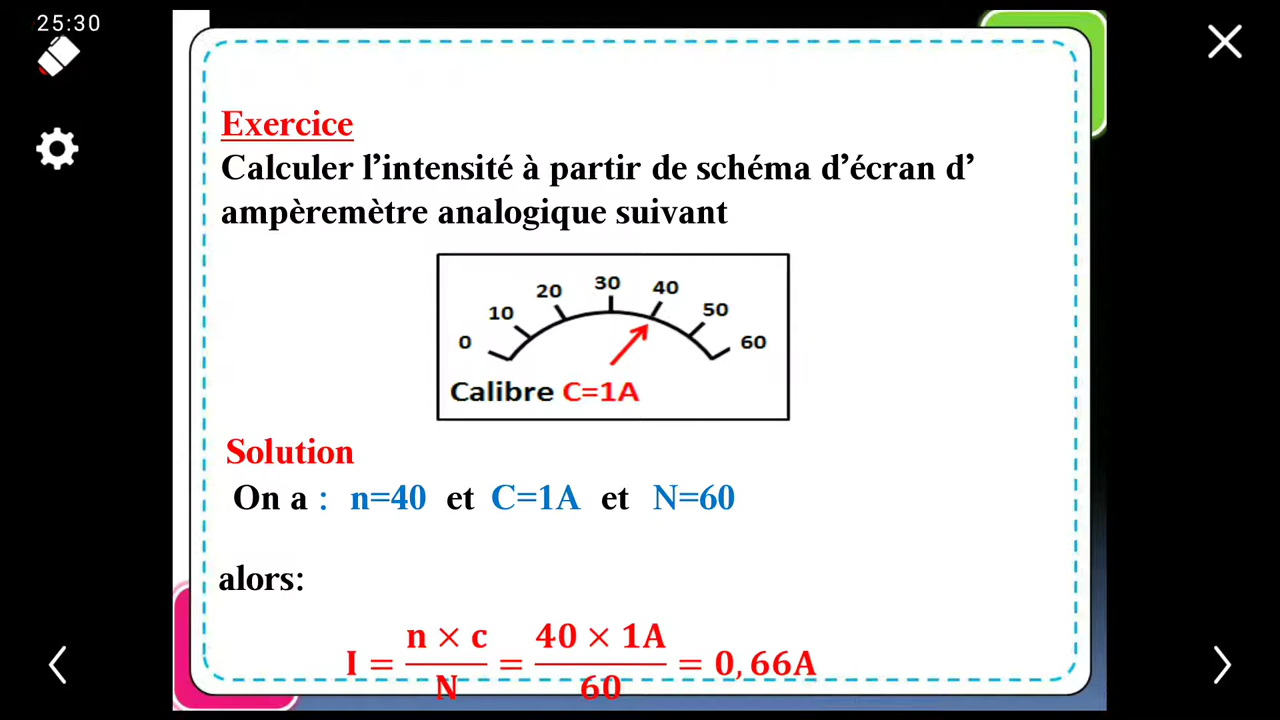 25:30
Exercice
Calculer l’intensité à partir de schéma d’écran d’
ampèremètre analogique suivant
0 10 20 30 40 50 60
Calibre C=1A
Solution
On a : n=40 et C=1A et N=60
alors:
I = n × c / N = 40 × 1A / 60 = 0,66A